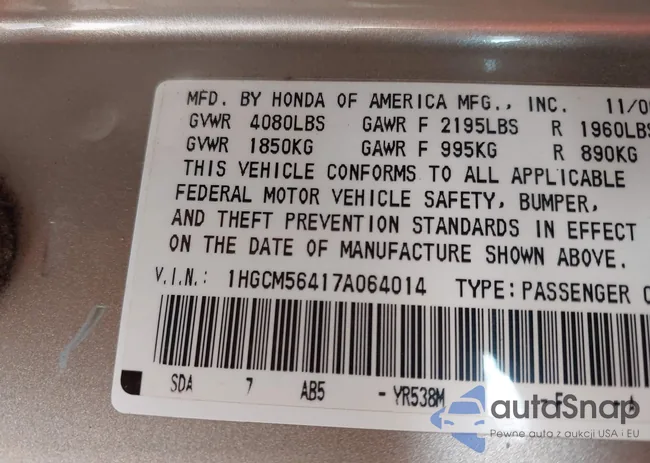 MFD. BY HONDA OF AMERICA MFG., INC. 11/0
GVWR 4080LBS GAWR F 2195LBS R 1960LBS
GVWR 1850KG GAWR F 995KG R 890KG
THIS VEHICLE CONFORMS TO ALL APPLICABLE
FEDERAL MOTOR VEHICLE SAFETY, BUMPER,
AND THEFT PREVENTION STANDARDS IN EFFECT
ON THE DATE OF MANUFACTURE SHOWN ABOVE.
V.I.N.: 1HGCM56417A064014 TYPE: PASSENGER
SDA 7 AB5 -YR538M -F
autoSnap
Pewne auta z aukcji USA i EU